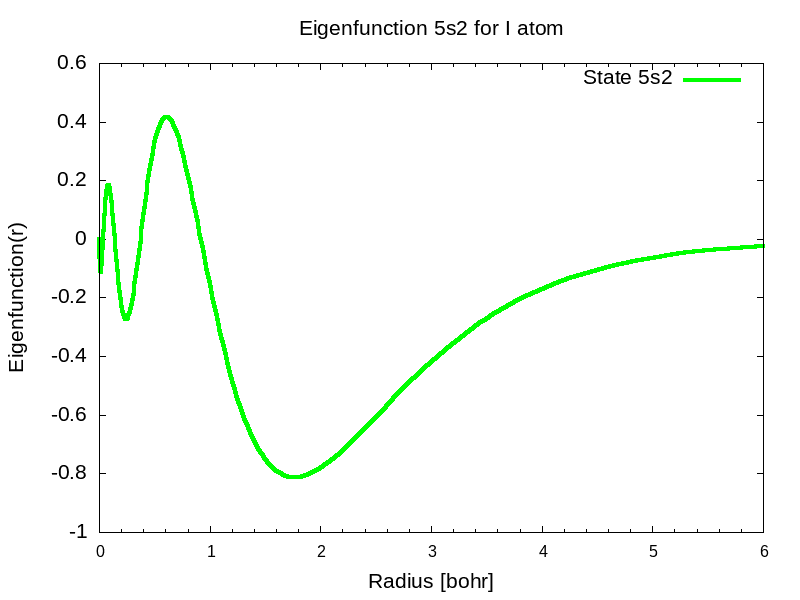 Eigenfunction 5s2 for I atom
State 5s2
0.6
0.4
0.2
0
-0.2
-0.4
-0.6
-0.8
-1
Eigenfunction(r)
0 1 2 3 4 5 6
Radius [bohr]